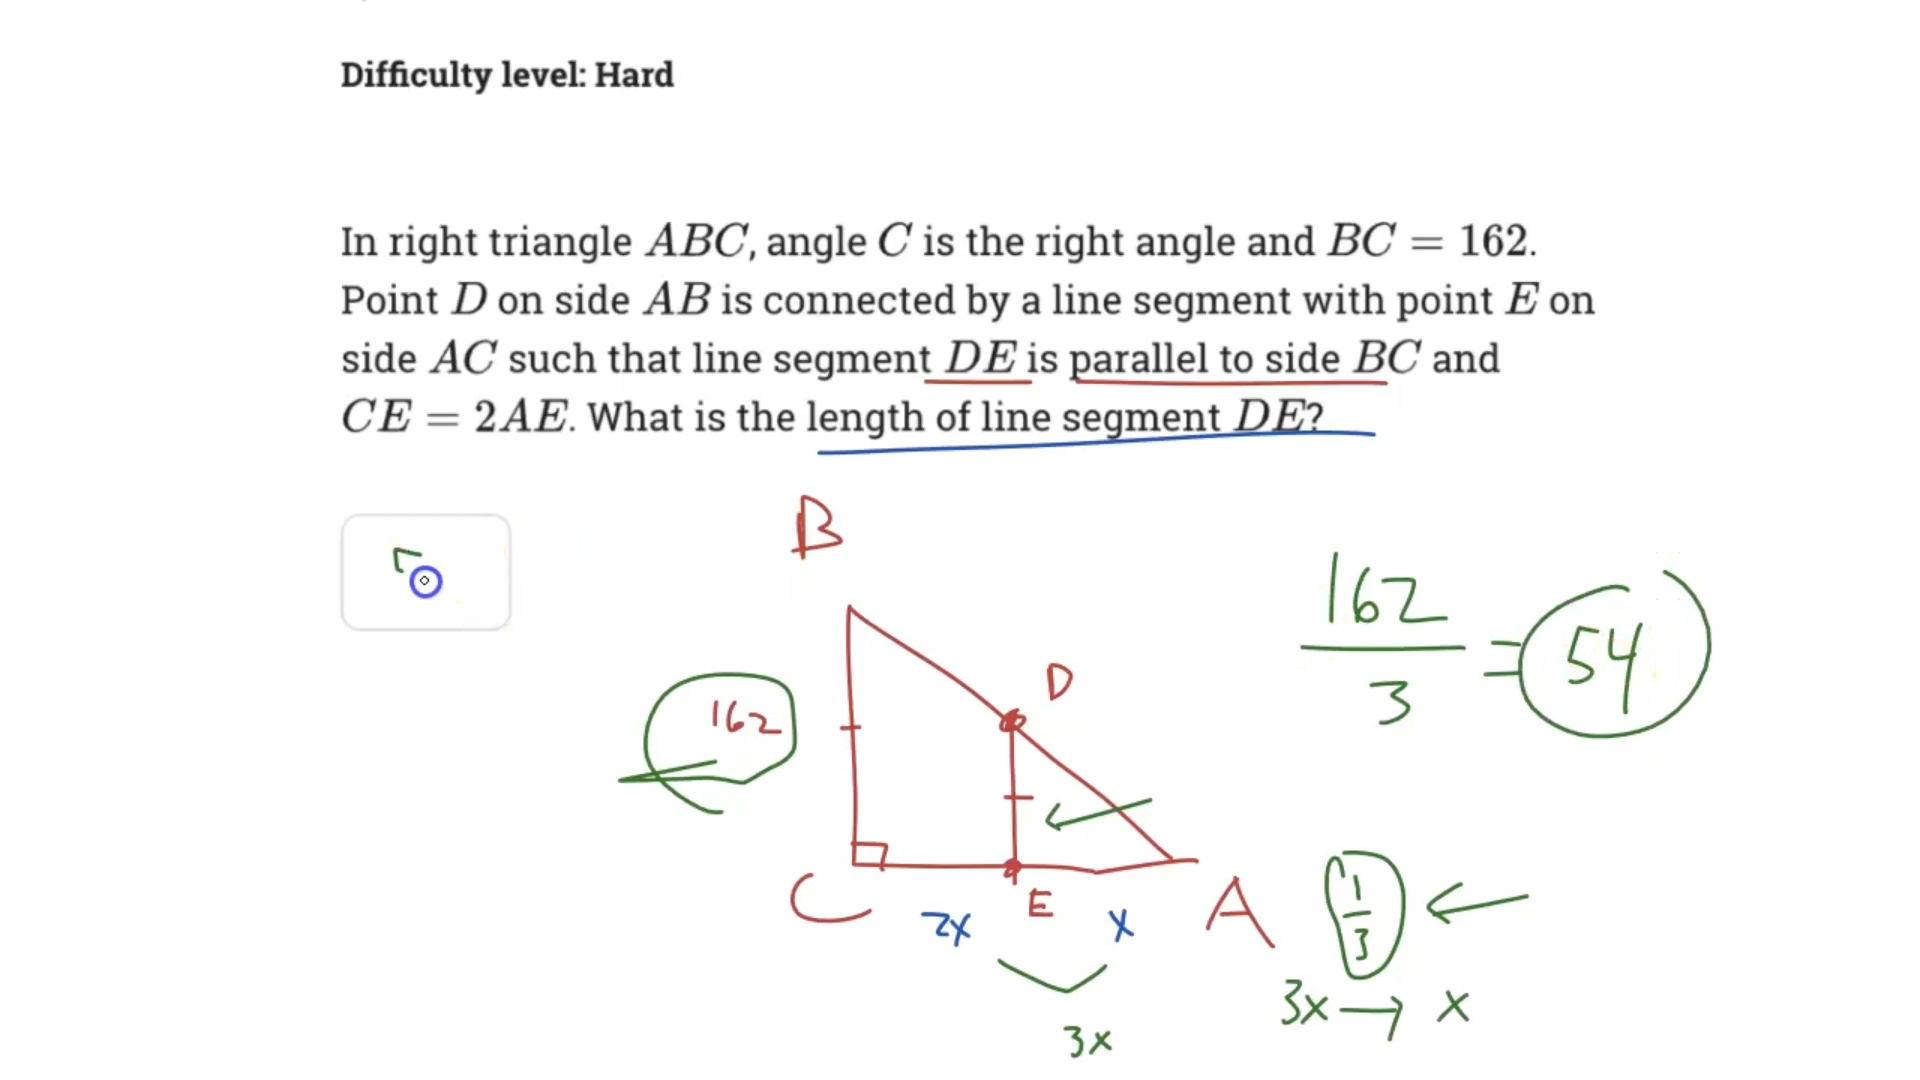 Difficulty level: Hard
In right triangle ABC, angle C is the right angle and BC = 162.
Point D on side AB is connected by a line segment with point E on
side AC such that line segment DE is parallel to side BC and
CE = 2AE. What is the length of line segment DE?
B
162
D
162/3 = 54
C
E
A
2x
x
1/3
3x → x
3x